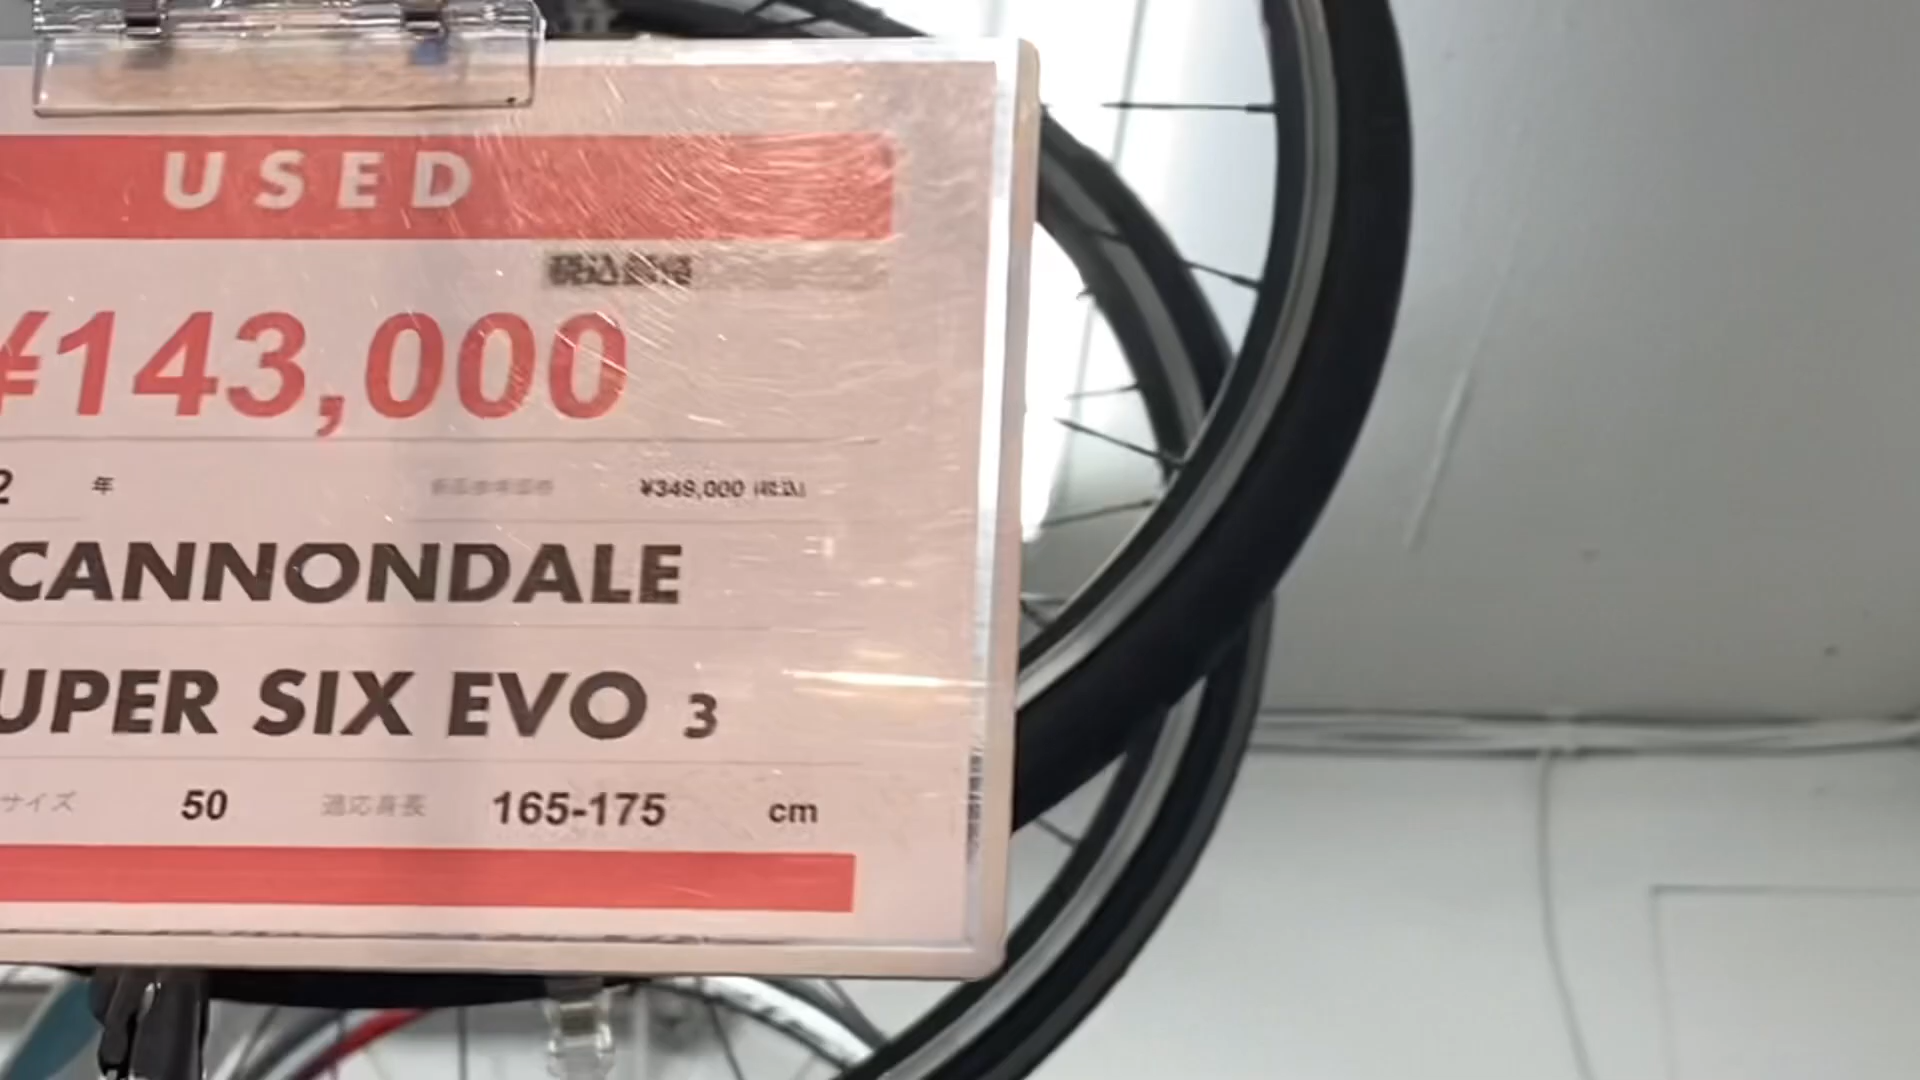 USED
税込価格
¥143,000
2 年 ¥349,000 (税込)
CANNONDALE
UPER SIX EVO 3
サイズ 50 適応身長 165-175 cm